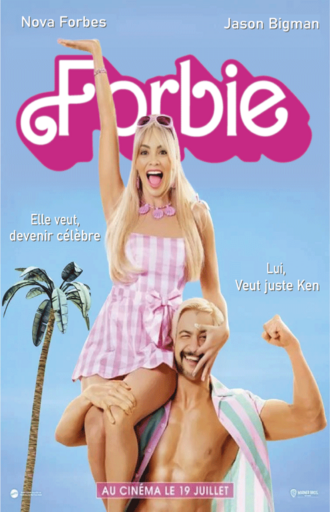 Nova Forbes
Jason Bigman
Forbie
Elle veut,
devenir célèbre
Lui,
Veut juste Ken
AU CINÉMA LE 19 JUILLET